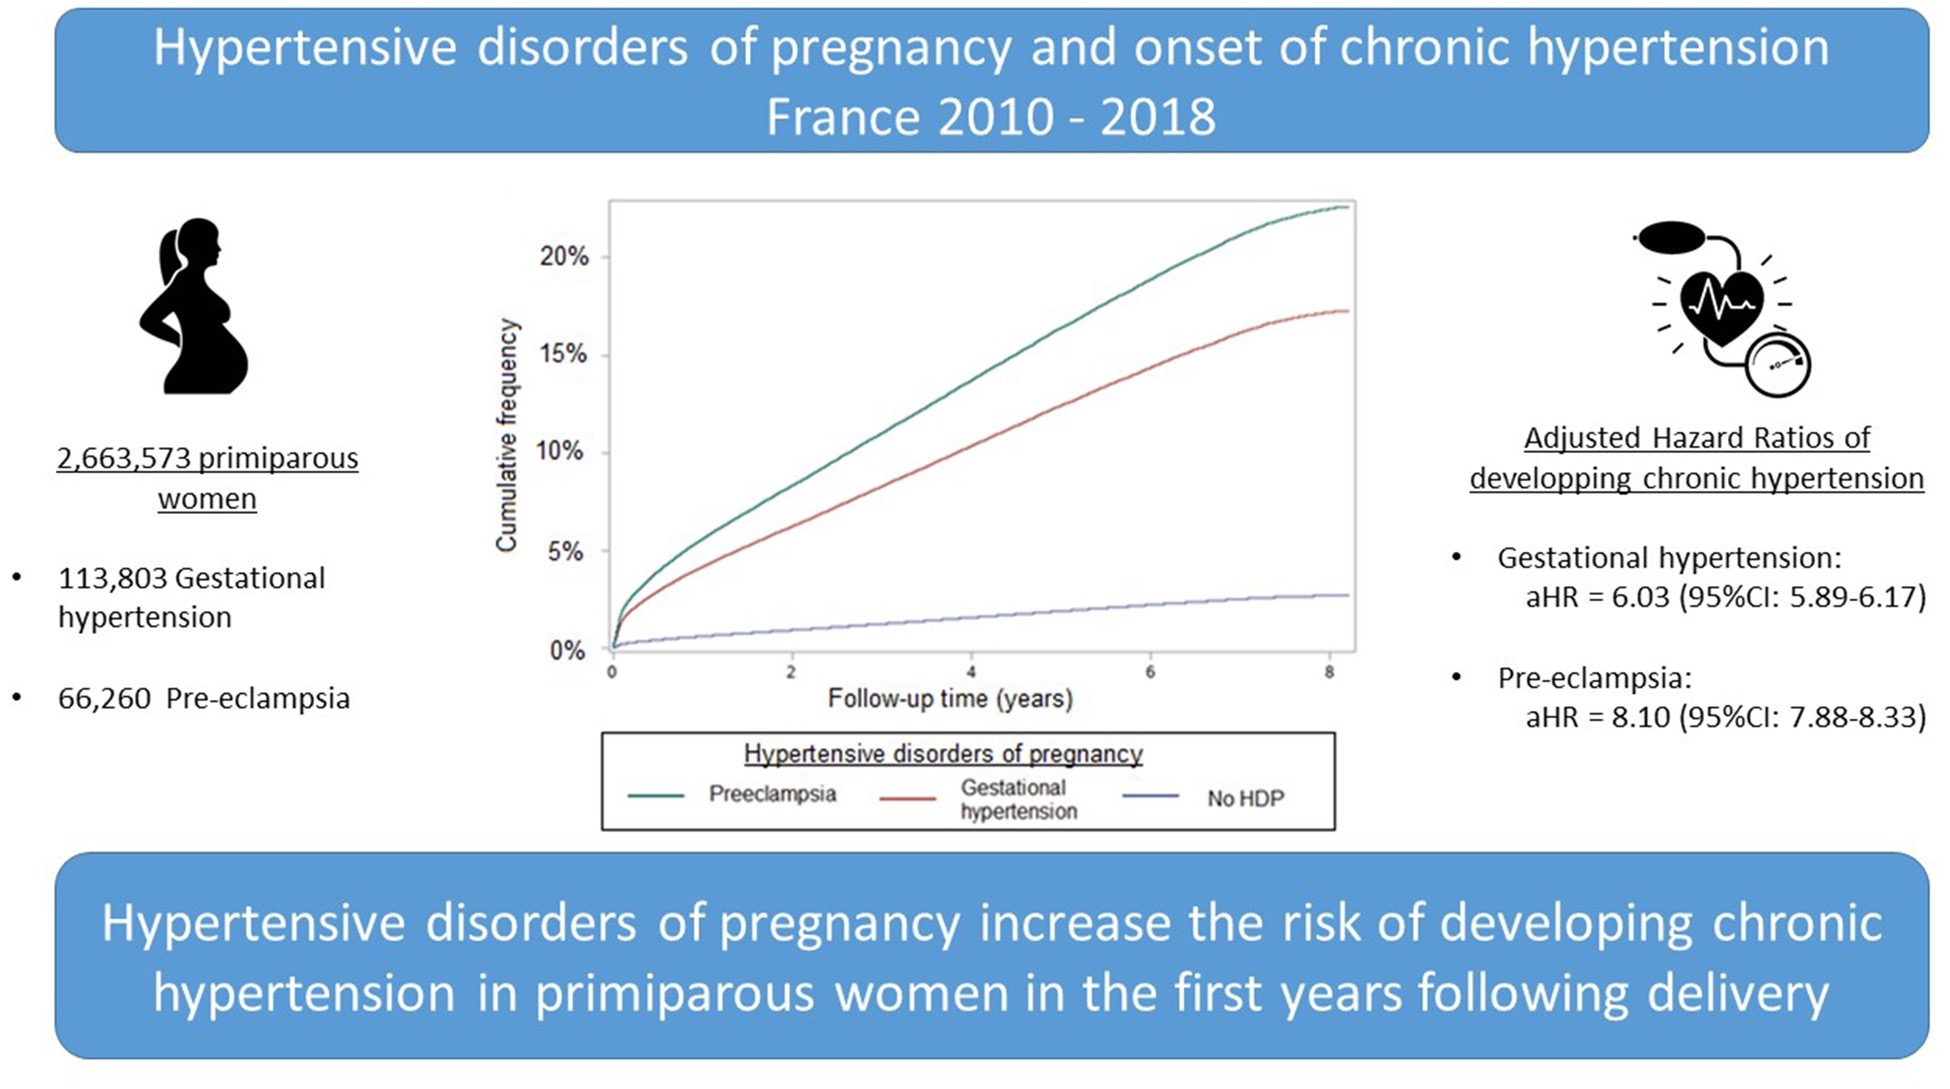 Hypertensive disorders of pregnancy and onset of chronic hypertension
France 2010 - 2018
2,663,573 primiparous
women
• 113,803 Gestational
hypertension
• 66,260 Pre-eclampsia
Cumulative frequency
20%
15%
10%
5%
0%
0 2 4 6 8
Follow-up time (years)
Hypertensive disorders of pregnancy
Preeclampsia
Gestational
hypertension
No HDP
Adjusted Hazard Ratios of
developping chronic hypertension
• Gestational hypertension:
aHR = 6.03 (95%CI: 5.89-6.17)
• Pre-eclampsia:
aHR = 8.10 (95%CI: 7.88-8.33)
Hypertensive disorders of pregnancy increase the risk of developing chronic
hypertension in primiparous women in the first years following delivery